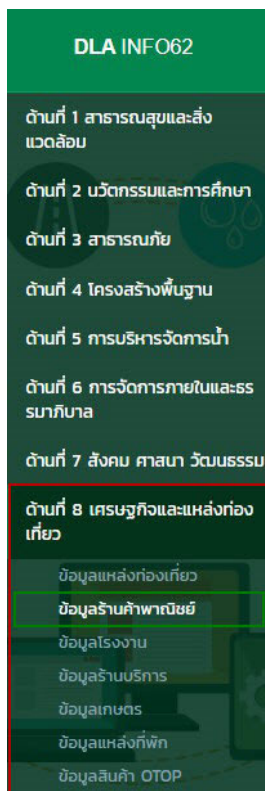 DLA INFO62
ด้านที่ 1 สาธารณสุขและสิ่ง
แวดล้อม
ด้านที่ 2 นวัตกรรมและการศึกษา
ด้านที่ 3 สาธารณภัย
ด้านที่ 4 โครงสร้างพื้นฐาน
ด้านที่ 5 การบริหารจัดการน้ำ
ด้านที่ 6 การจัดการภายในและธร
รมาภิบาล
ด้านที่ 7 สังคม ศาสนา วัฒนธรรม
ด้านที่ 8 เศรษฐกิจและแหล่งท่อง
เที่ยว
ข้อมูลแหล่งท่องเที่ยว
ข้อมูลร้านค้าพาณิชย์
ข้อมูลโรงงาน
ข้อมูลร้านบริการ
ข้อมูลเกษตร
ข้อมูลแหล่งที่พัก
ข้อมูลสินค้า OTOP